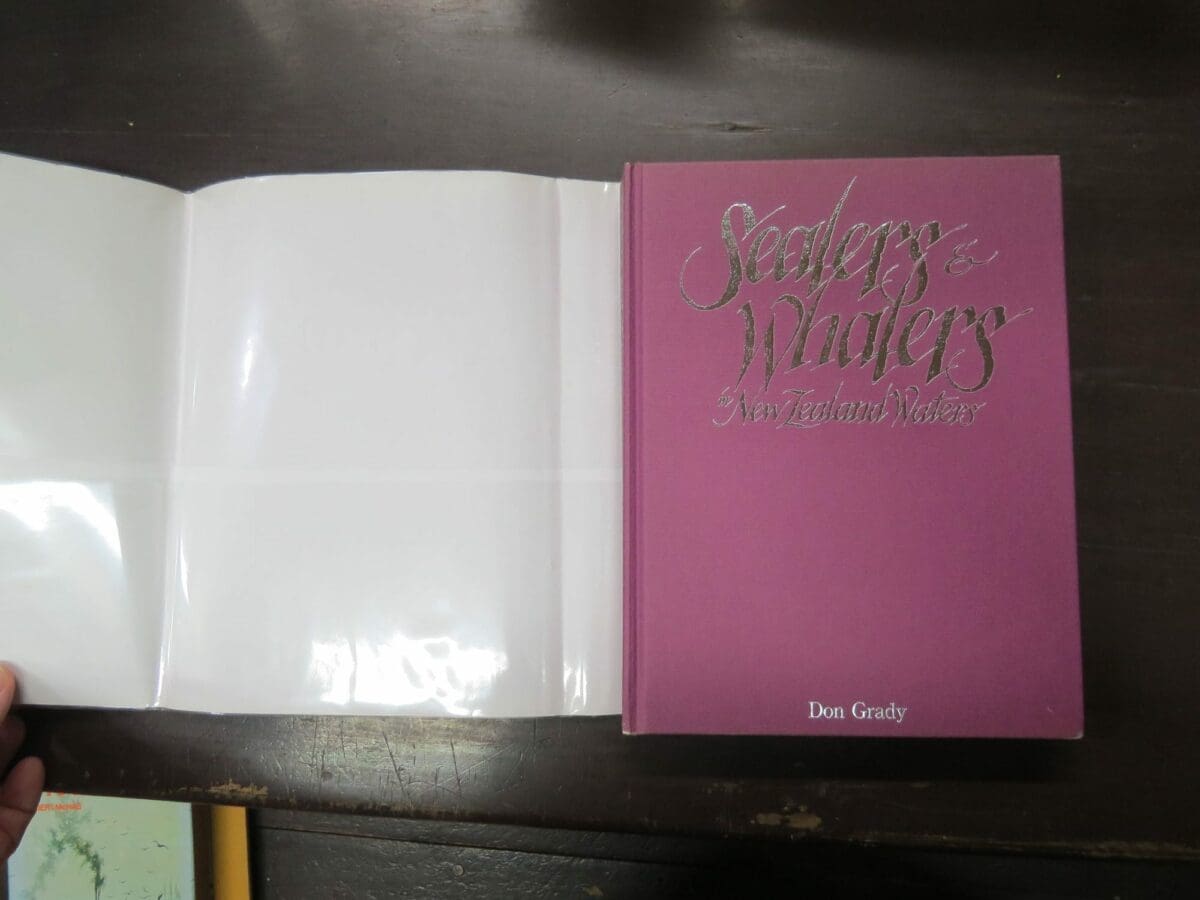 Sealers &
Whalers
in New Zealand Waters
Don Grady